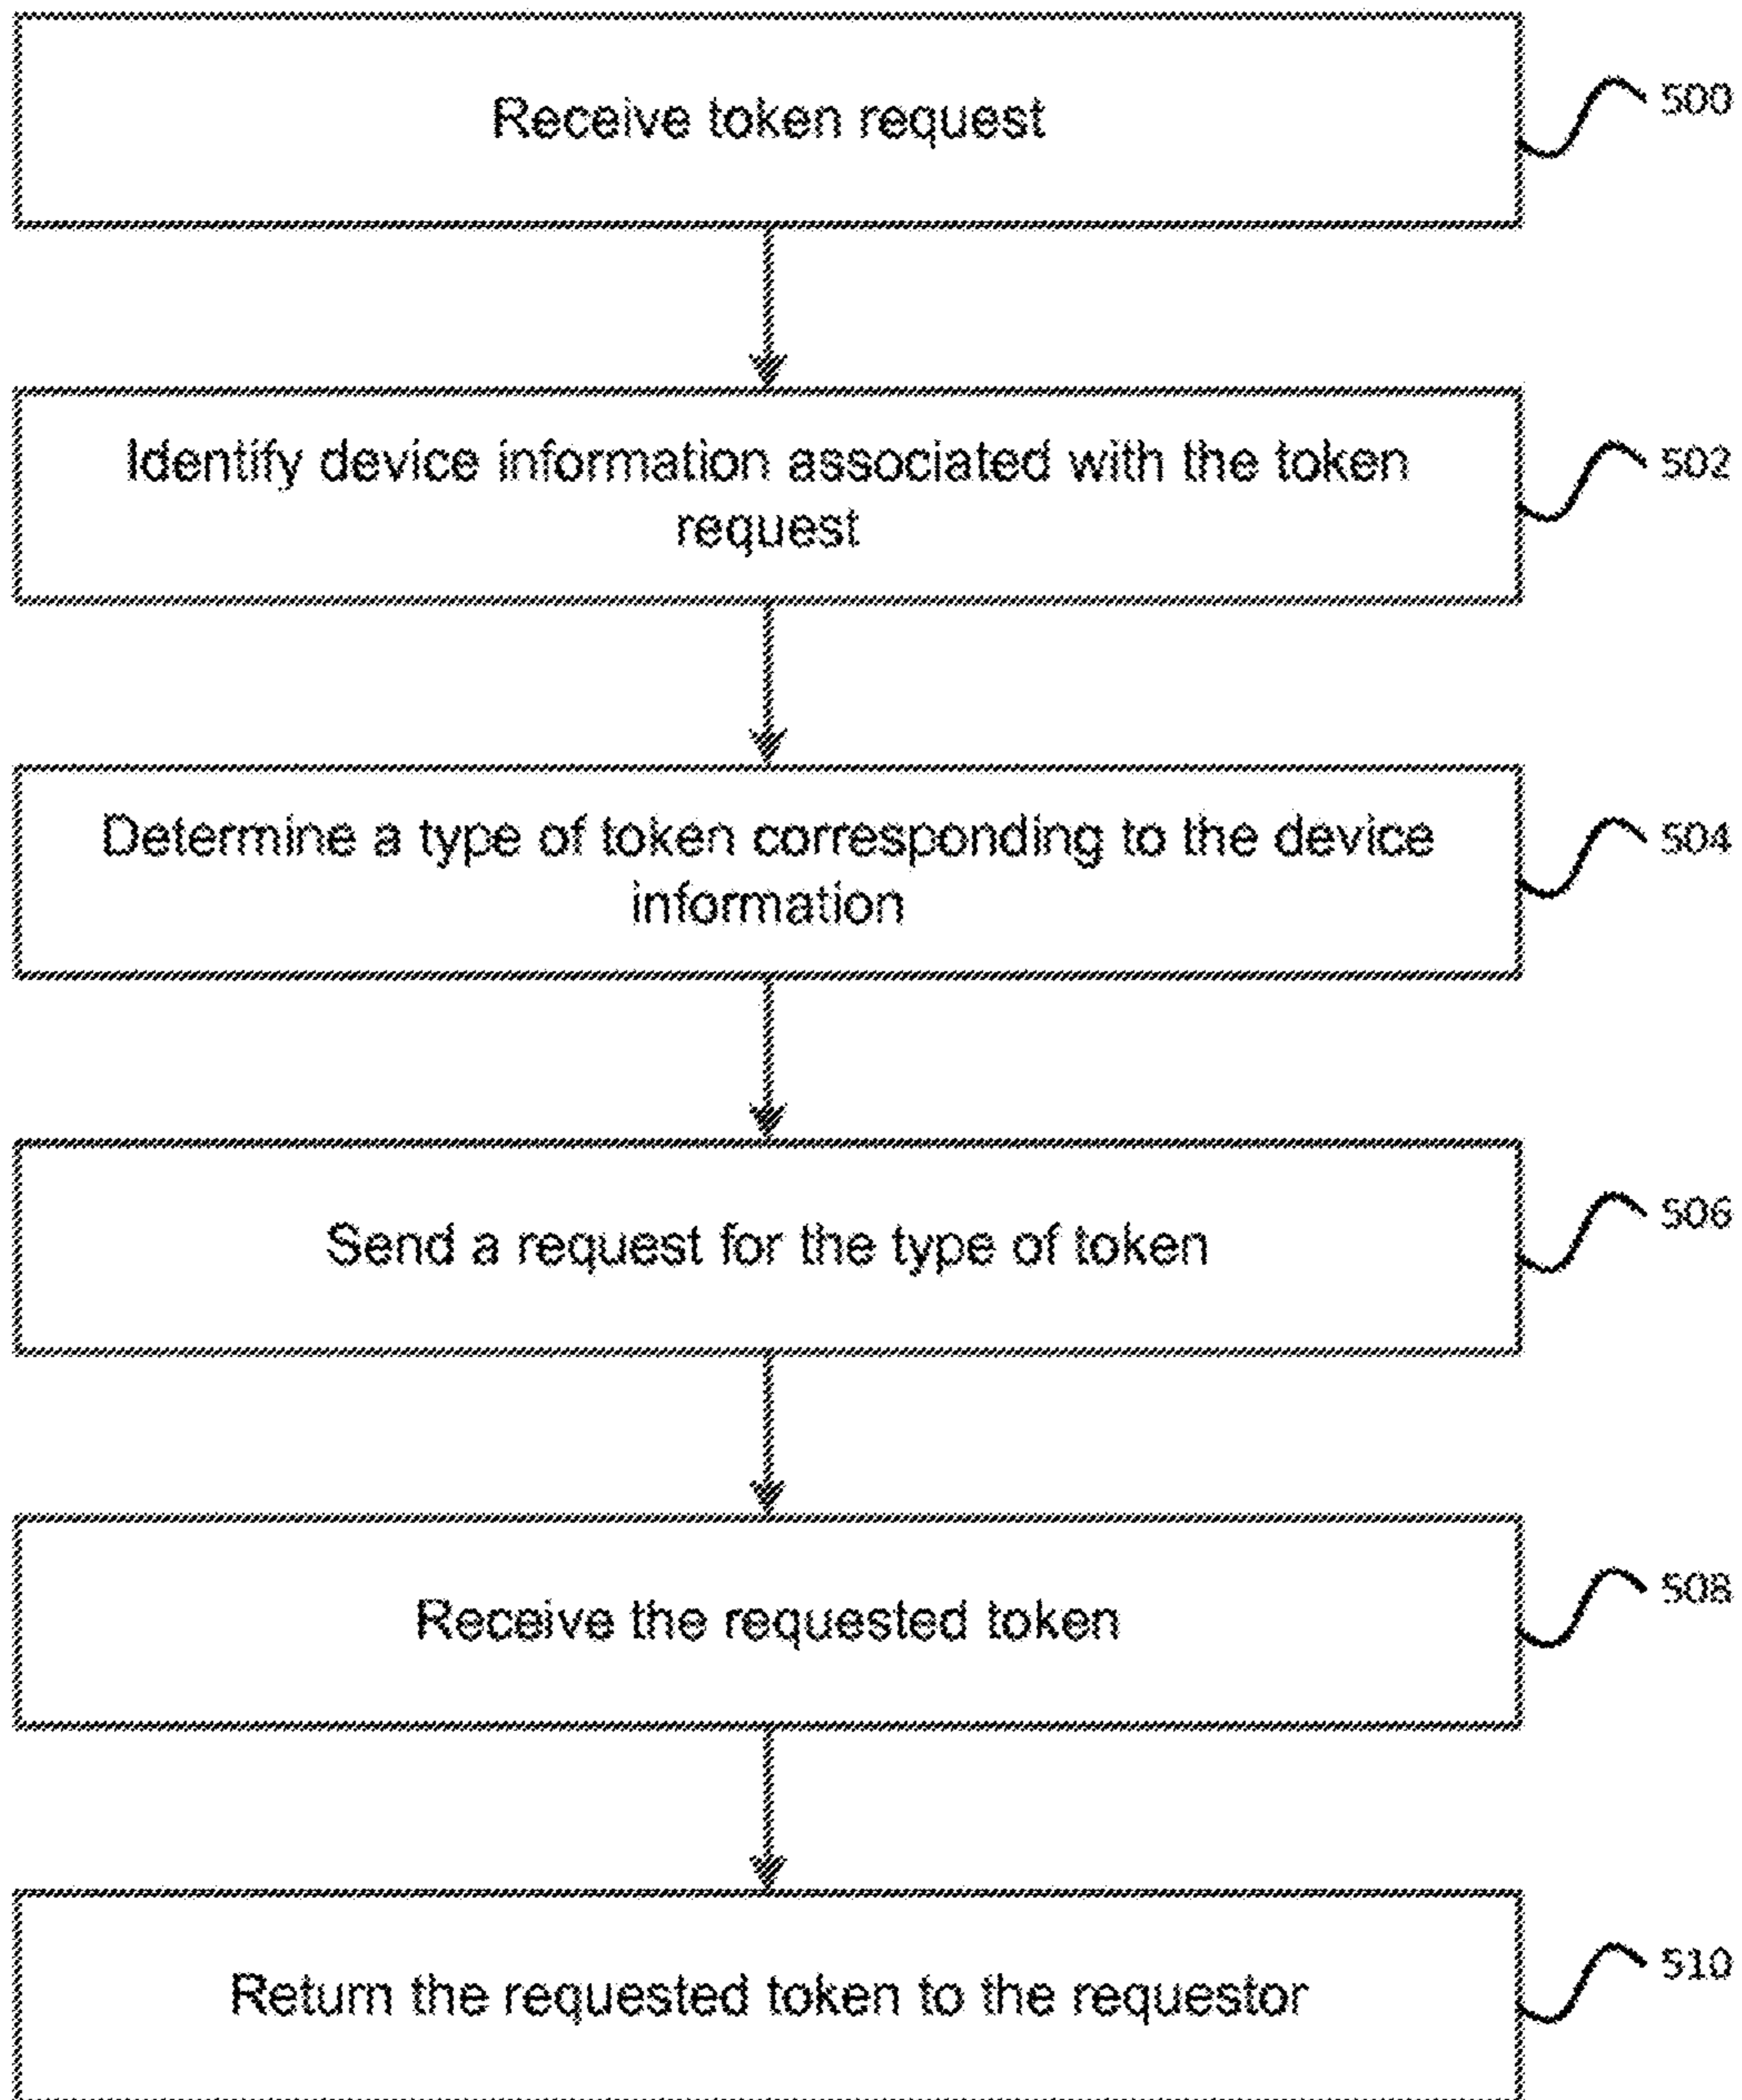 Receive token request
500
Identify device information associated with the token
request
502
Determine a type of token corresponding to the device
information
504
Send a request for the type of token
506
Receive the requested token
508
Return the requested token to the requestor
510